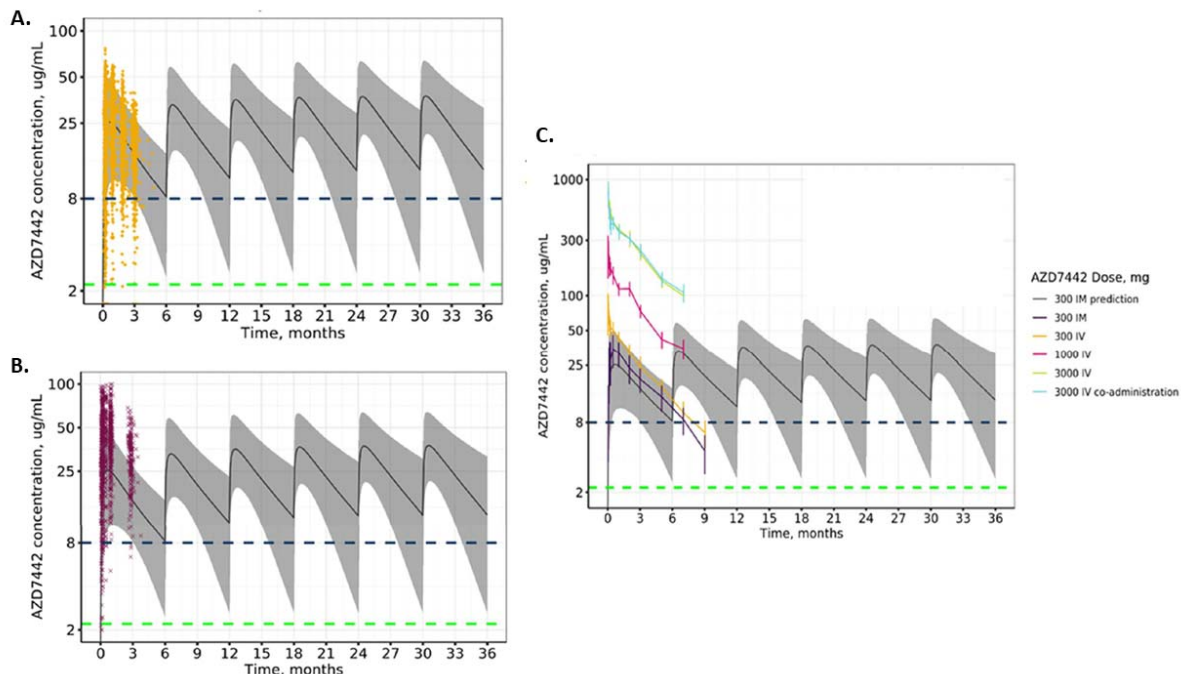 A.
100
50
25
8
2
AZD7442 concentration, ug/mL
0 3 6 9 12 15 18 21 24 27 30 33 36
Time, months
B.
100
50
25
8
2
AZD7442 concentration, ug/mL
0 3 6 9 12 15 18 21 24 27 30 33 36
Time, months
C.
1000
300
100
50
25
8
2
AZD7442 concentration, ug/mL
0 3 6 9 12 15 18 21 24 27 30 33 36
Time, months
AZD7442 Dose, mg
300 IM prediction
300 IM
300 IV
1000 IV
3000 IV
3000 IV co-administration